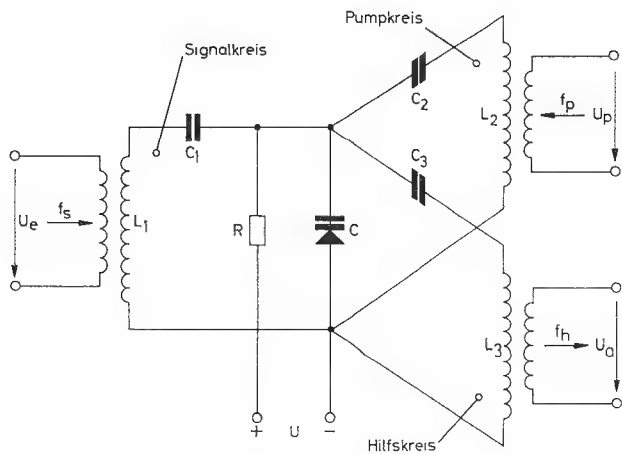 Pumpkreis
Signalkreis
C₂
L₂
fₚ
Uₚ
C₁
C₃
Uₑ
fₛ
L₁
R
C
L₃
fₕ
Uₐ
+ U −
Hilfskreis